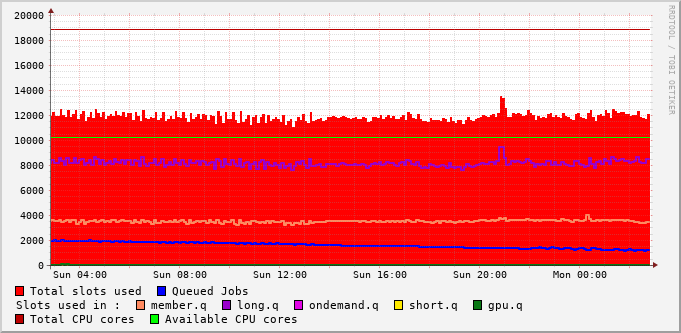 20000
18000
16000
14000
12000
10000
8000
6000
4000
2000
0
Sun 04:00 Sun 08:00 Sun 12:00 Sun 16:00 Sun 20:00 Mon 00:00
Total slots used Queued Jobs
Slots used in : member.q long.q ondemand.q short.q gpu.q
Total CPU cores Available CPU cores
RRDTOOL / TOBI OETIKER